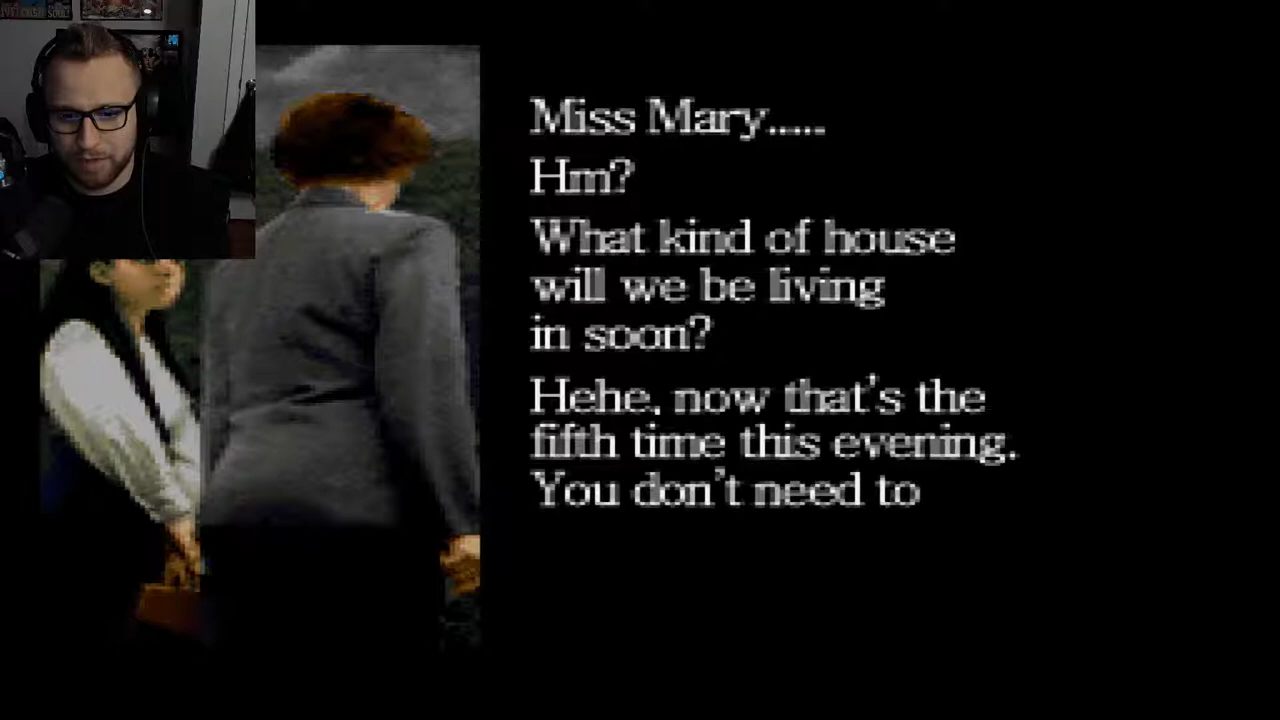 Miss Mary.....
Hm?
What kind of house
will we be living
in soon?
Hehe, now that's the
fifth time this evening.
You don't need to